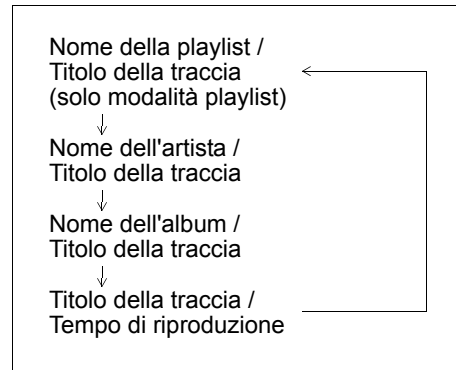 Nome della playlist /
Titolo della traccia
(solo modalità playlist)
Nome dell'artista /
Titolo della traccia
Nome dell'album /
Titolo della traccia
Titolo della traccia /
Tempo di riproduzione